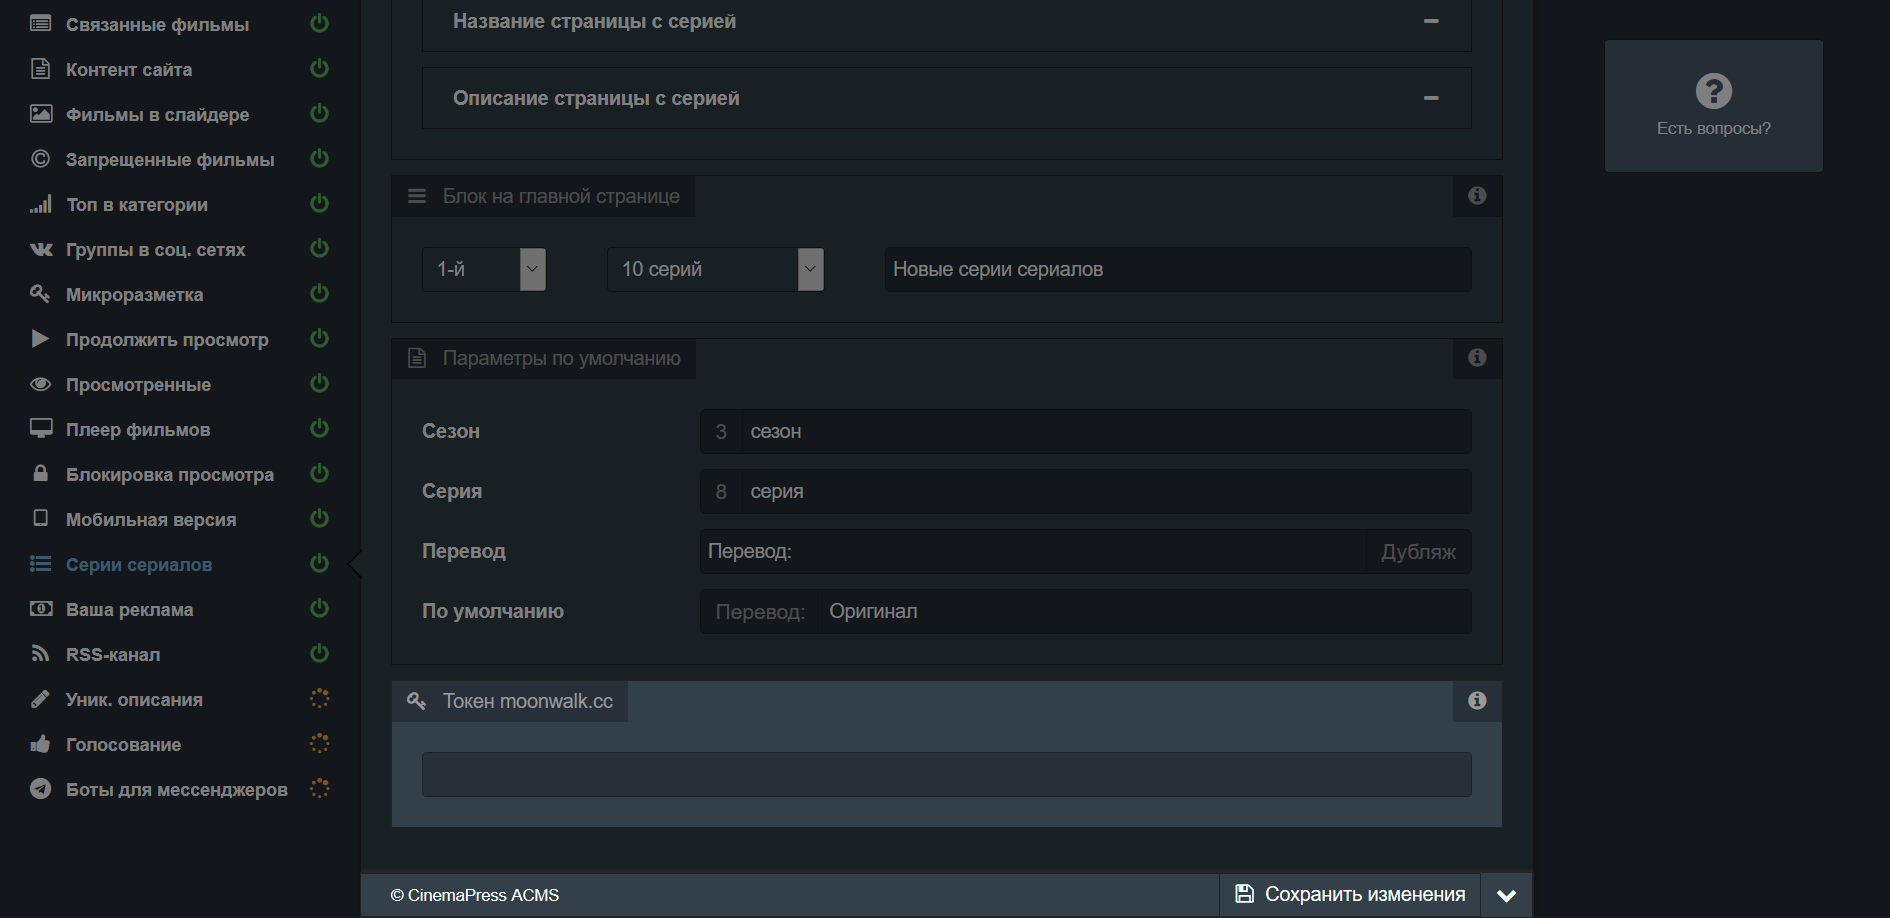 Связанные фильмы
Контент сайта
Фильмы в слайдере
Запрещенные фильмы
Топ в категории
Группы в соц. сетях
Микроразметка
Продолжить просмотр
Просмотренные
Плеер фильмов
Блокировка просмотра
Мобильная версия
Серии сериалов
Ваша реклама
RSS-канал
Уник. описания
Голосование
Боты для мессенджеров
Название страницы с серией
Описание страницы с серией
Блок на главной странице
1-й 10 серий Новые серии сериалов
Параметры по умолчанию
Сезон 3 сезон
Серия 8 серия
Перевод Перевод: Дубляж
По умолчанию Перевод: Оригинал
Токен moonwalk.cc
© CinemaPress ACMS Сохранить изменения
Есть вопросы?